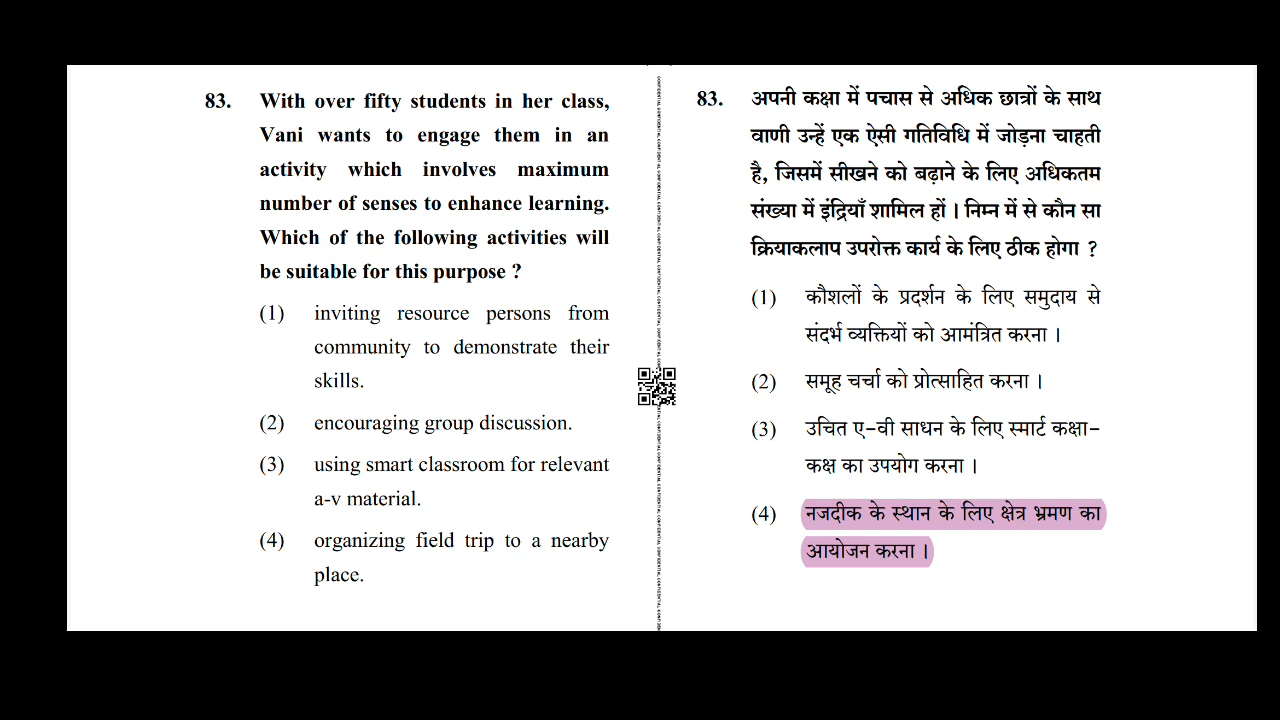 83. With over fifty students in her class,
Vani wants to engage them in an
activity which involves maximum
number of senses to enhance learning.
Which of the following activities will
be suitable for this purpose ?
(1) inviting resource persons from
community to demonstrate their
skills.
(2) encouraging group discussion.
(3) using smart classroom for relevant
a-v material.
(4) organizing field trip to a nearby
place.
83. अपनी कक्षा में पचास से अधिक छात्रों के साथ
वाणी उन्हें एक ऐसी गतिविधि में जोड़ना चाहती
है, जिसमें सीखने को बढ़ाने के लिए अधिकतम
संख्या में इंद्रियाँ शामिल हों । निम्न में से कौन सा
क्रियाकलाप उपरोक्त कार्य के लिए ठीक होगा ?
(1) कौशलों के प्रदर्शन के लिए समुदाय से
संदर्भ व्यक्तियों को आमंत्रित करना ।
(2) समूह चर्चा को प्रोत्साहित करना ।
(3) उचित ए-वी साधन के लिए स्मार्ट कक्षा-
कक्ष का उपयोग करना ।
(4) नजदीक के स्थान के लिए क्षेत्र भ्रमण का
आयोजन करना ।